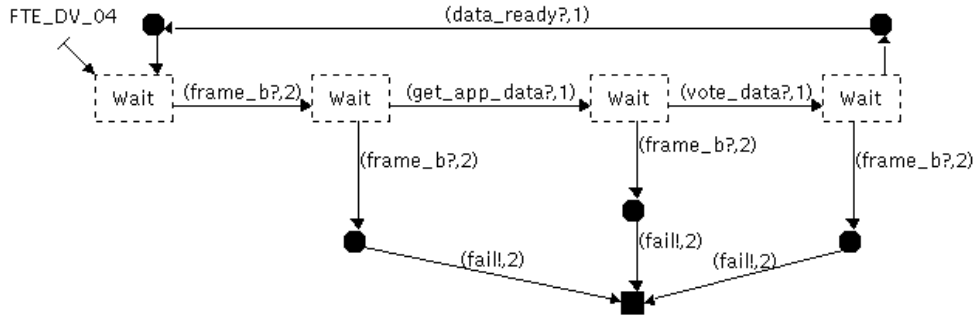 FTE_DV_04
(data_ready?,1)
Wait
(frame_b?,2)
Wait
(get_app_data?,1)
Wait
(vote_data?,1)
Wait
(frame_b?,2)
(frame_b?,2)
(frame_b?,2)
(fail!,2)
(fail!,2)
(fail!,2)